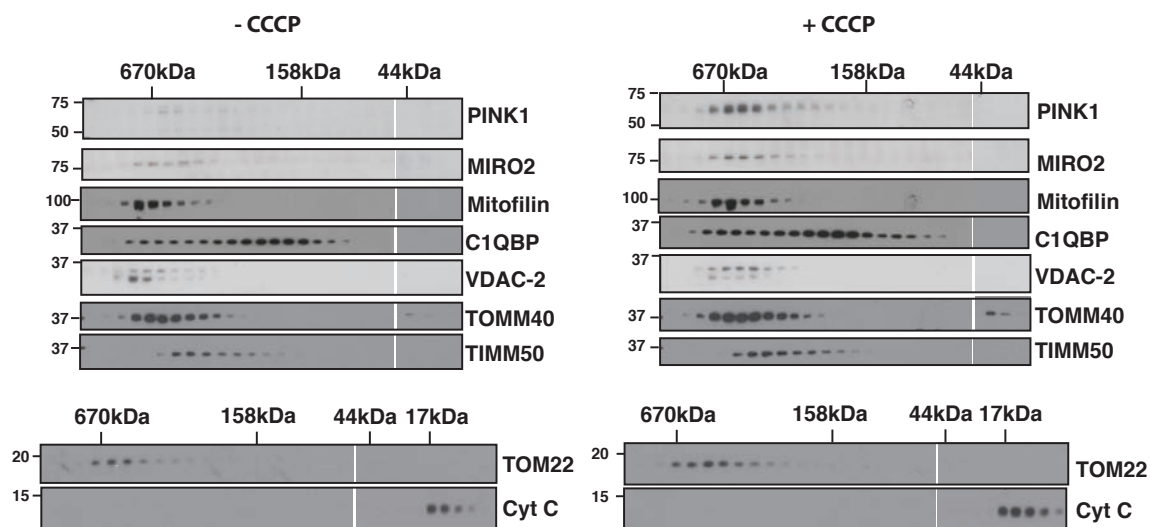 - CCCP
670kDa 158kDa 44kDa
75
50
PINK1
75
MIRO2
100
Mitofilin
37
C1QBP
37
VDAC-2
37
TOMM40
37
TIMM50
670kDa 158kDa 44kDa 17kDa
20
TOM22
15
Cyt C
+ CCCP
670kDa 158kDa 44kDa
75
50
PINK1
75
MIRO2
100
Mitofilin
37
C1QBP
37
VDAC-2
37
TOMM40
37
TIMM50
670kDa 158kDa 44kDa 17kDa
20
TOM22
15
Cyt C